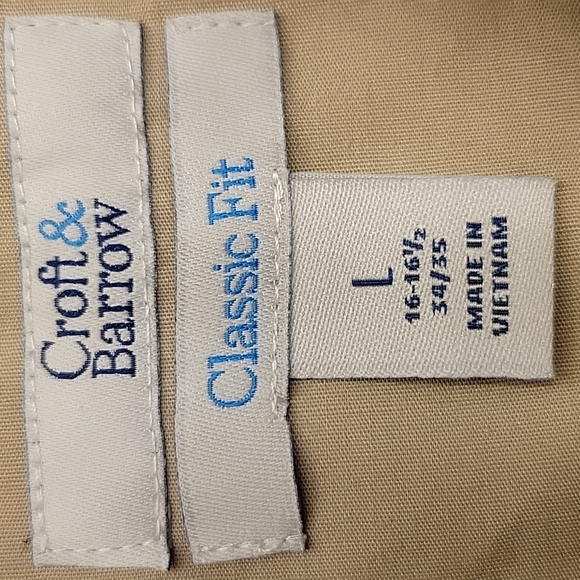 Croft &
Barrow
Classic Fit
L
16-16½
34/35
MADE IN
VIETNAM